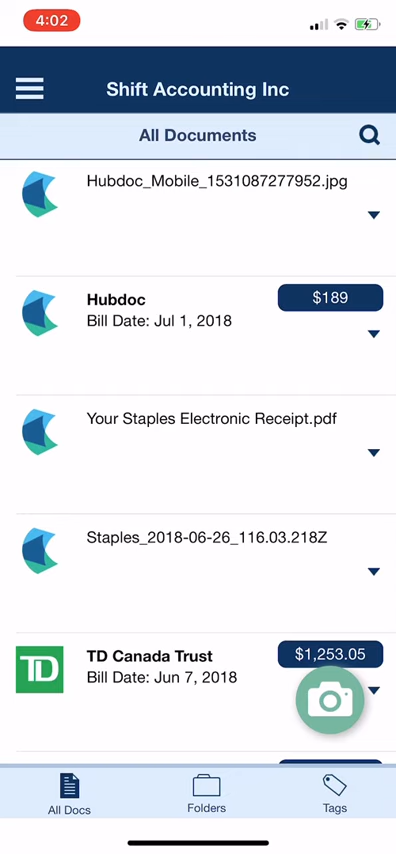 4:02
Shift Accounting Inc
All Documents
Hubdoc_Mobile_1531087277952.jpg
Hubdoc
$189
Bill Date: Jul 1, 2018
Your Staples Electronic Receipt.pdf
Staples_2018-06-26_116.03.218Z
TD
TD Canada Trust
$1,253.05
Bill Date: Jun 7, 2018
All Docs
Folders
Tags